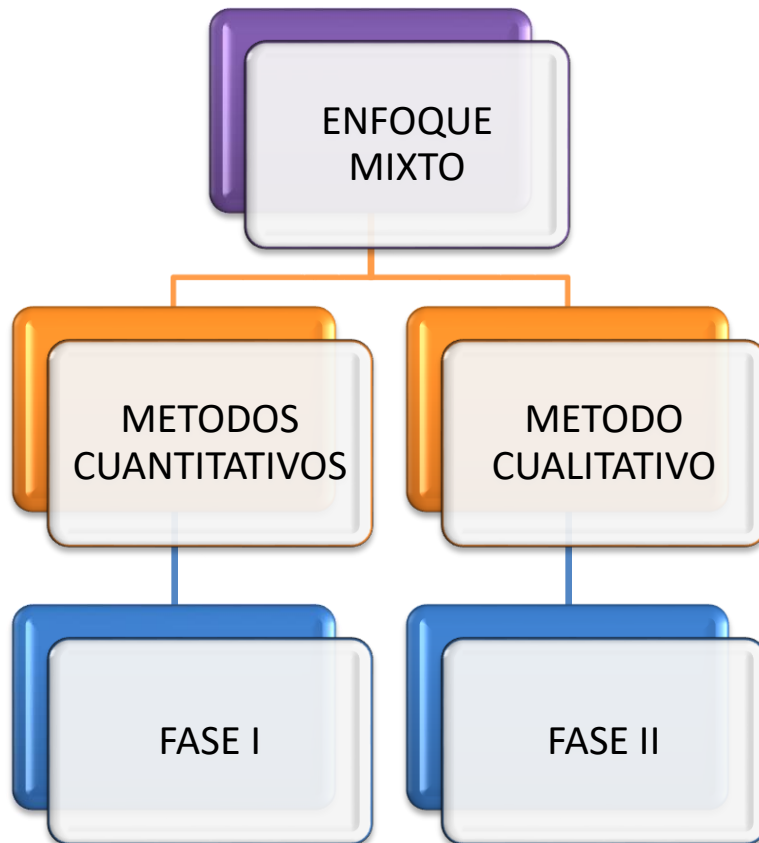 ENFOQUE
MIXTO
METODOS
CUANTITATIVOS
METODO
CUALITATIVO
FASE I
FASE II